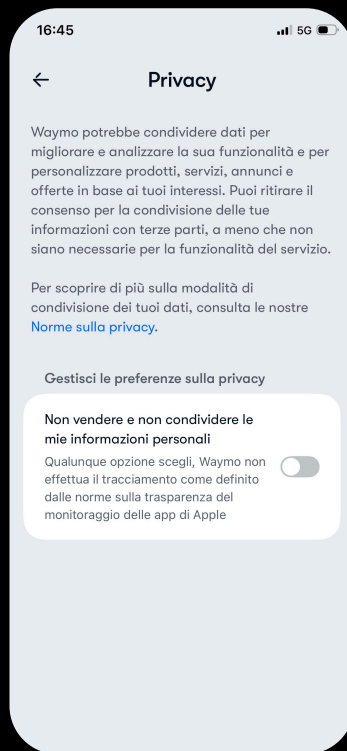 16:45
5G
Privacy
Waymo potrebbe condividere dati per
migliorare e analizzare la sua funzionalità e per
personalizzare prodotti, servizi, annunci e
offerte in base ai tuoi interessi. Puoi ritirare il
consenso per la condivisione delle tue
informazioni con terze parti, a meno che non
siano necessarie per la funzionalità del servizio.
Per scoprire di più sulla modalità di
condivisione dei tuoi dati, consulta le nostre
Norme sulla privacy.
Gestisci le preferenze sulla privacy
Non vendere e non condividere le
mie informazioni personali
Qualunque opzione scegli, Waymo non
effettua il tracciamento come definito
dalle norme sulla trasparenza del
monitoraggio delle app di Apple